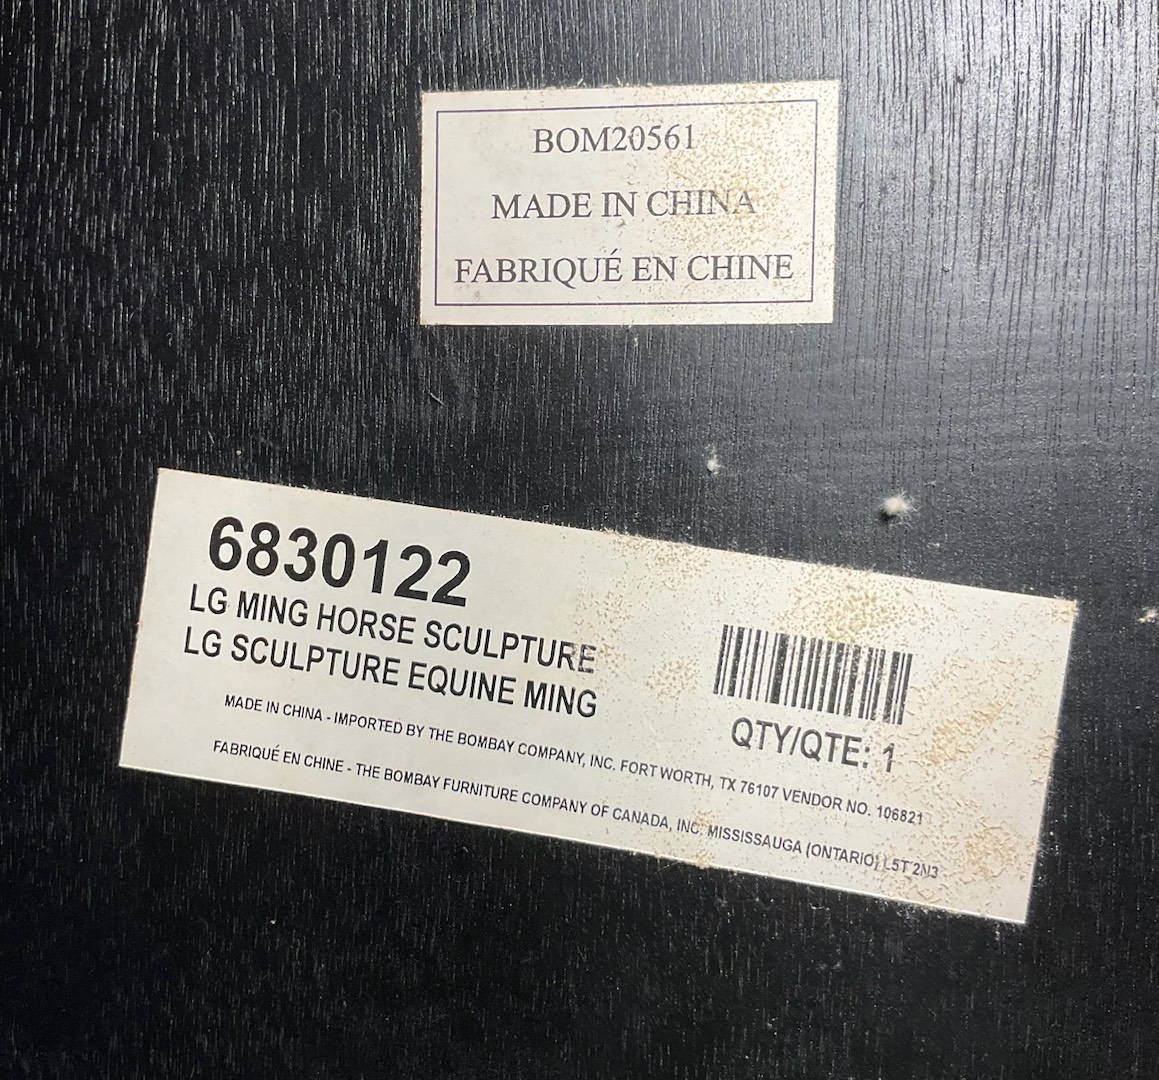 BOM20561
MADE IN CHINA
FABRIQUÉ EN CHINE
6830122
LG MING HORSE SCULPTURE
LG SCULPTURE EQUINE MING
QTY/QTE: 1
MADE IN CHINA - IMPORTED BY THE BOMBAY COMPANY, INC. FORT WORTH, TX 76107 VENDOR NO. 106821
FABRIQUÉ EN CHINE - THE BOMBAY FURNITURE COMPANY OF CANADA, INC. MISSISSAUGA (ONTARIO) L5T 2N3